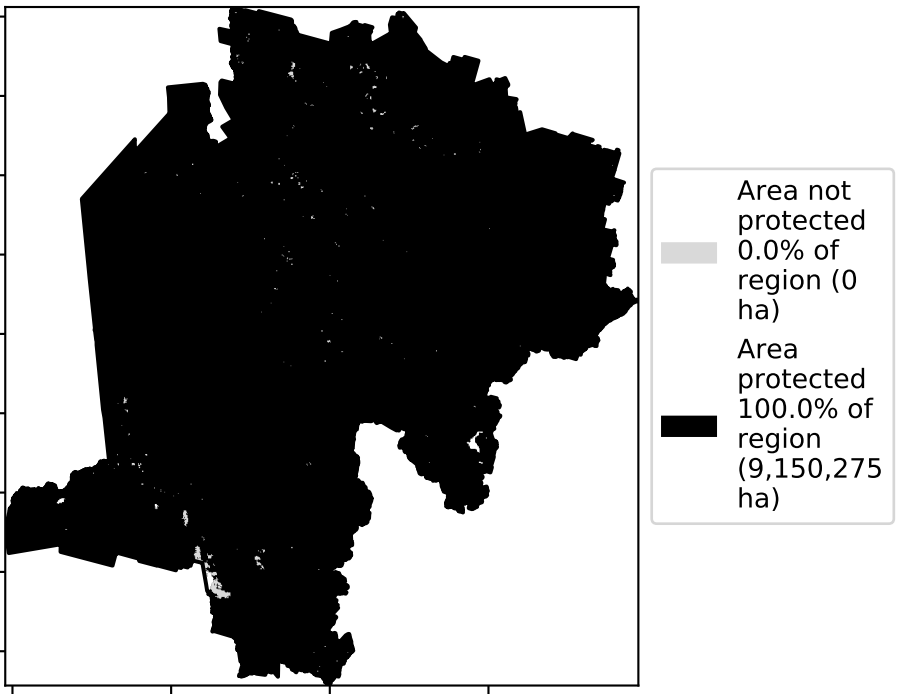 Area not
protected
0.0% of
region (0
ha)
Area
protected
100.0% of
region
(9,150,275
ha)